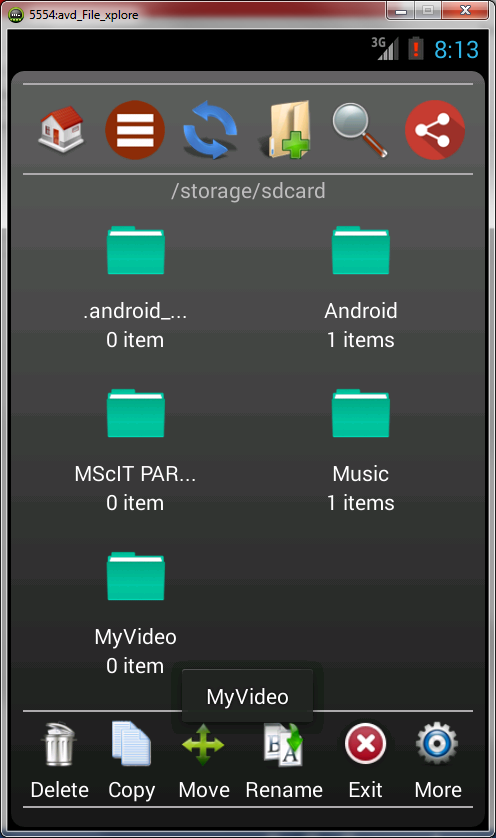 5554:avd_File_xplore
3G
8:13
/storage/sdcard
.android_...
0 item
Android
1 items
MScIT PAR...
0 item
Music
1 items
MyVideo
0 item
MyVideo
Delete
Copy
Move
B A
Rename
Exit
More